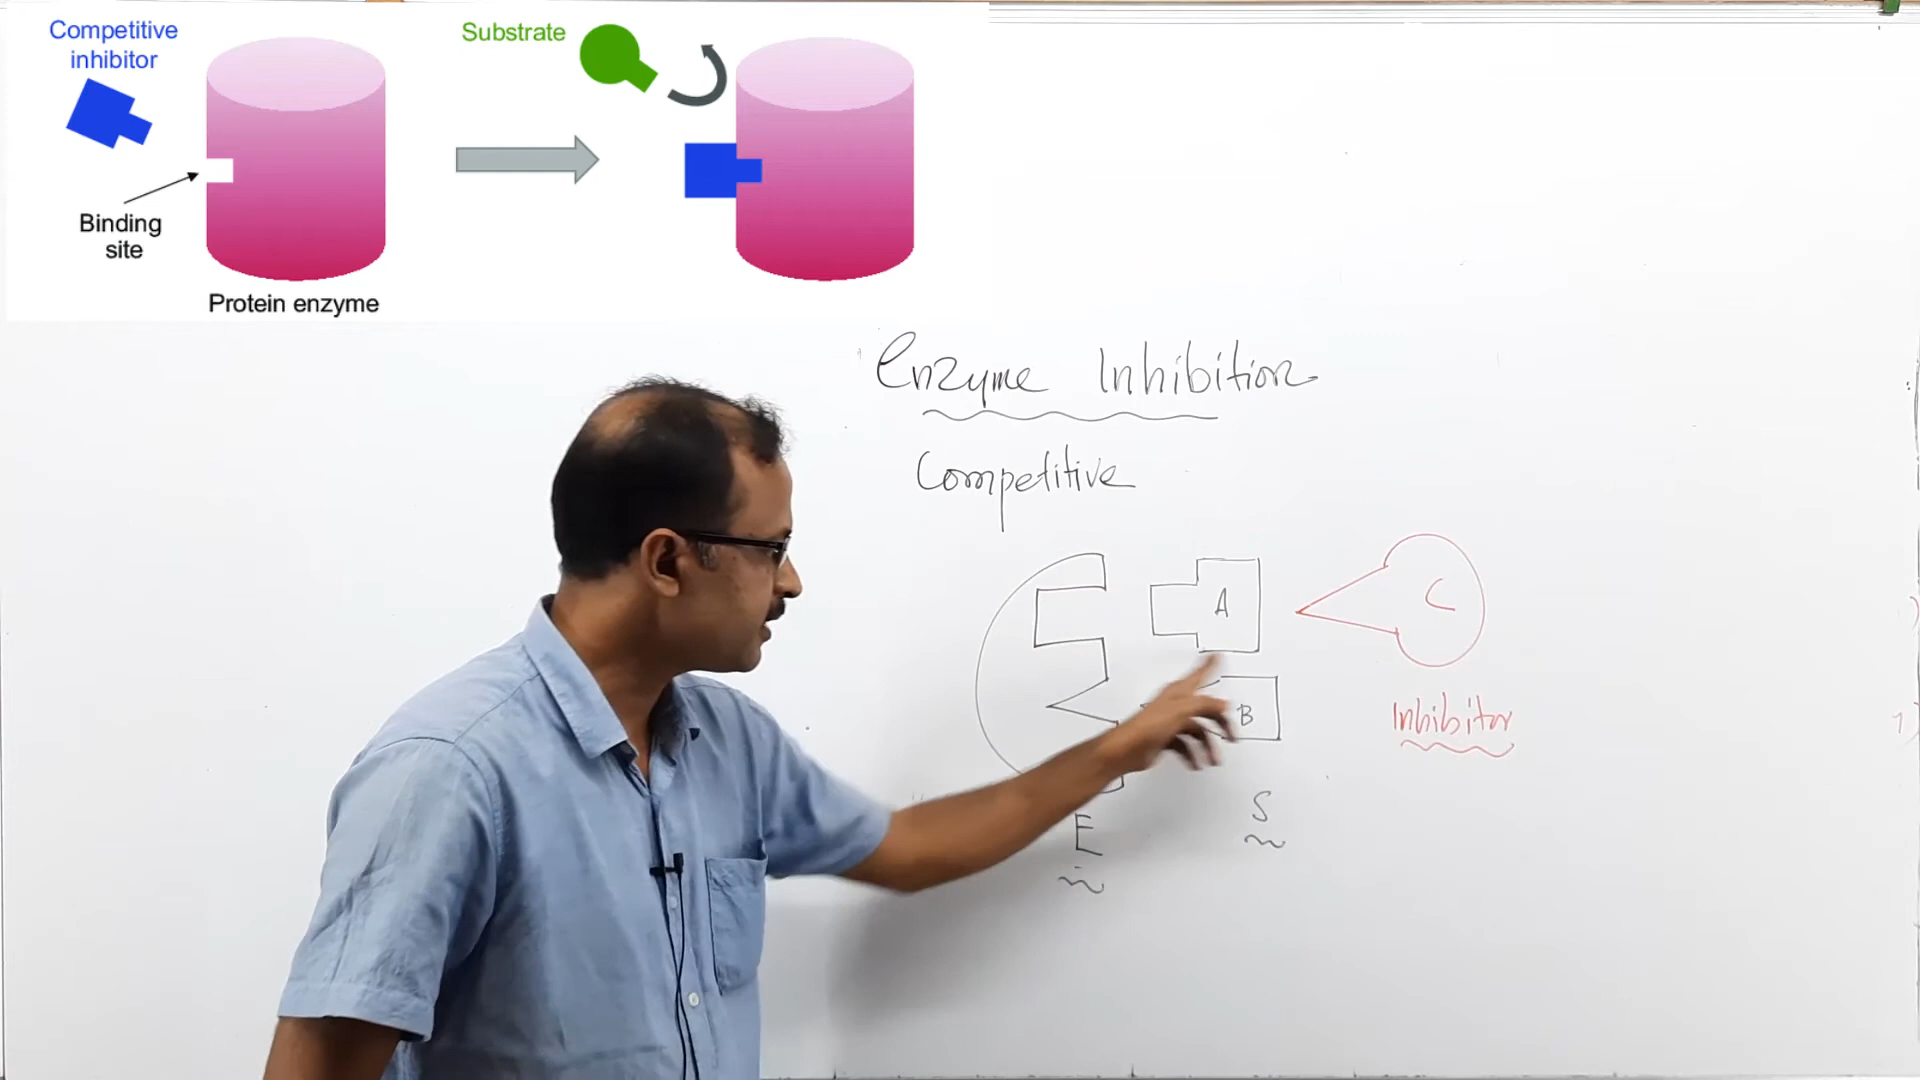 Competitive
inhibitor
Substrate
Binding
site
Protein enzyme
Enzyme Inhibition
Competitive
A
C
B
Inhibitor
S
E